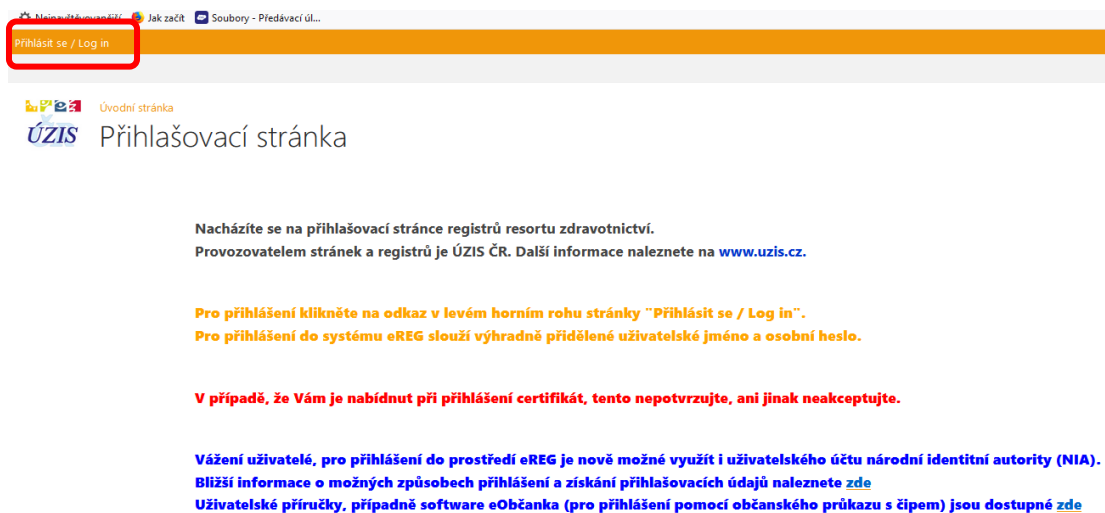 Nejnavštěvovanější Jak začít Soubory - Předávací úl...
Přihlásit se / Log in
Úvodní stránka
ÚZIS Přihlašovací stránka
Nacházíte se na přihlašovací stránce registrů resortu zdravotnictví.
Provozovatelem stránek a registrů je ÚZIS ČR. Další informace naleznete na www.uzis.cz.
Pro přihlášení klikněte na odkaz v levém horním rohu stránky "Přihlásit se / Log in".
Pro přihlášení do systému eREG slouží výhradně přidělené uživatelské jméno a osobní heslo.
V případě, že Vám je nabídnut při přihlášení certifikát, tento nepotvrzujte, ani jinak neakceptujte.
Vážení uživatelé, pro přihlášení do prostředí eREG je nově možné využít i uživatelského účtu národní identitní autority (NIA).
Bližší informace o možných způsobech přihlášení a získání přihlašovacích údajů naleznete zde
Uživatelské příručky, případně software eObčanka (pro přihlášení pomocí občanského průkazu s čipem) jsou dostupné zde